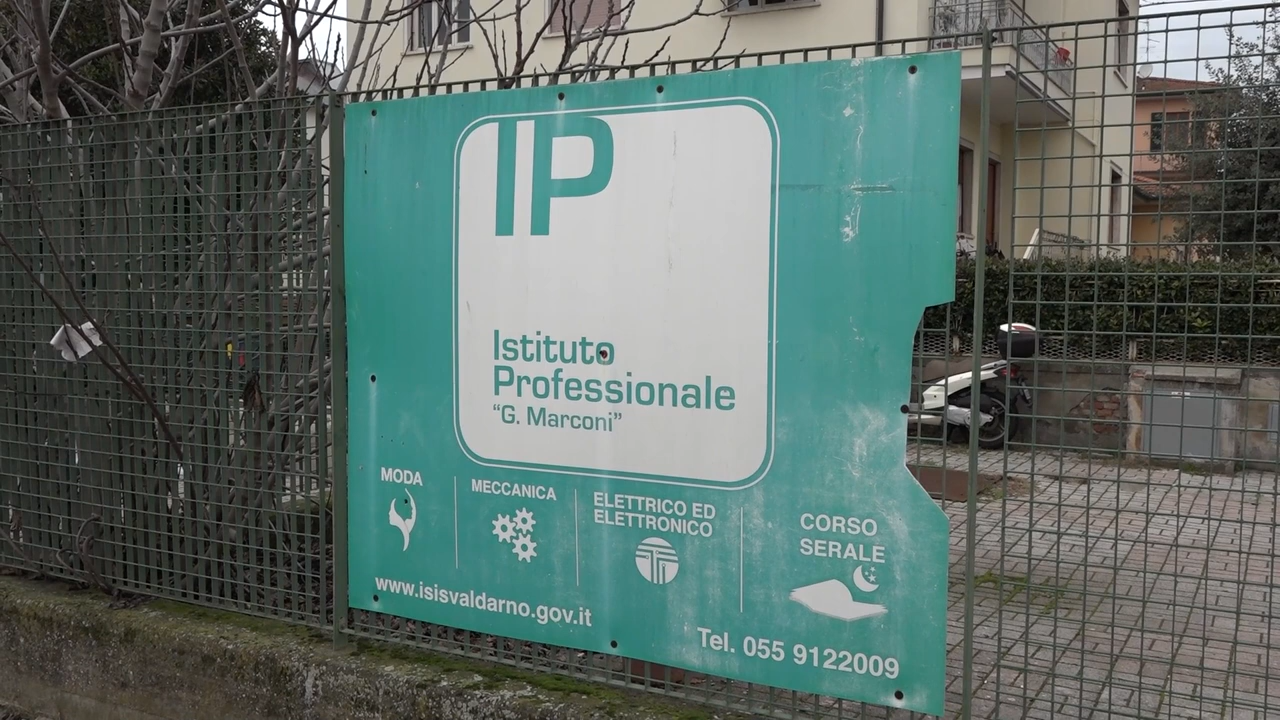 IP
Istituto
Professionale
“G. Marconi”
MODA
MECCANICA
ELETTRICO ED
ELETTRONICO
CORSO
SERALE
www.isisvaldarno.gov.it
Tel. 055 9122009